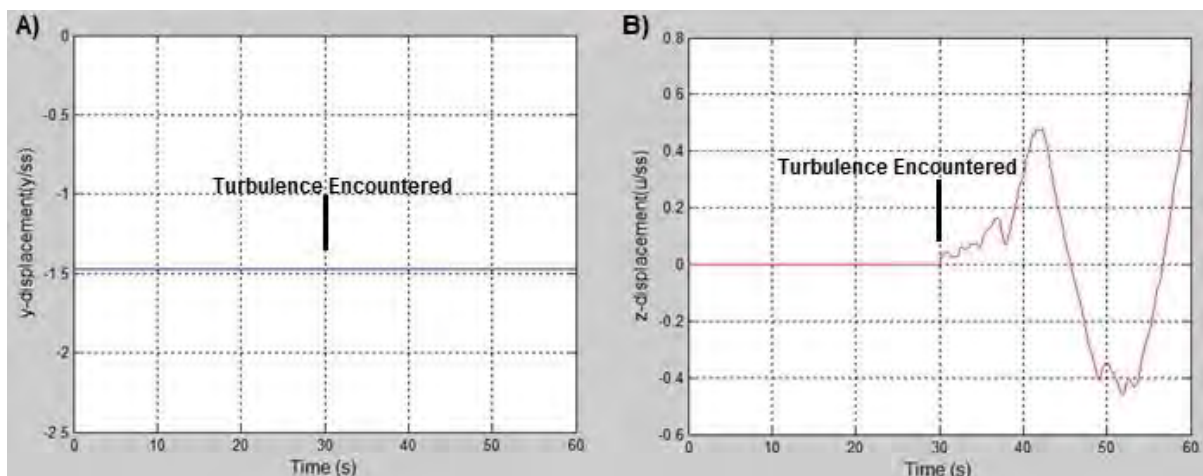 A)
0
-0.5
-1
-1.5
-2
-2.5
y-displacement(y/ss)
Turbulence Encountered
0 10 20 30 40 50 60
Time (s)
B)
0.8
0.6
0.4
0.2
0
-0.2
-0.4
-0.6
z-displacement(u/ss)
Turbulence Encountered
0 10 20 30 40 50 60
Time (s)